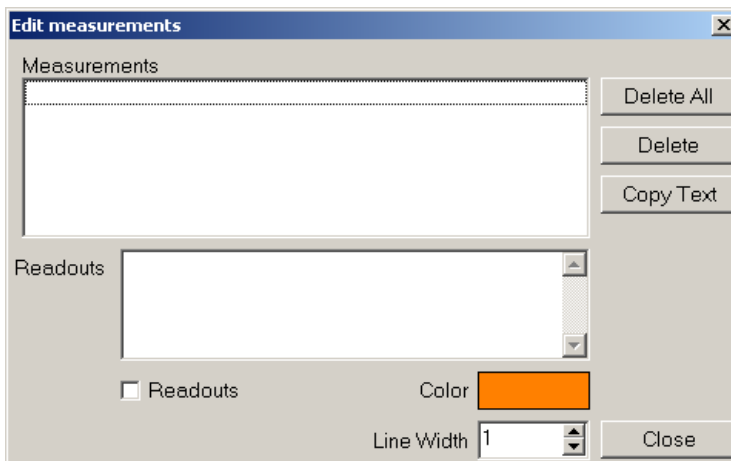 Edit measurements
Measurements
Delete All
Delete
Copy Text
Readouts
Readouts
Color
Line Width 1
Close